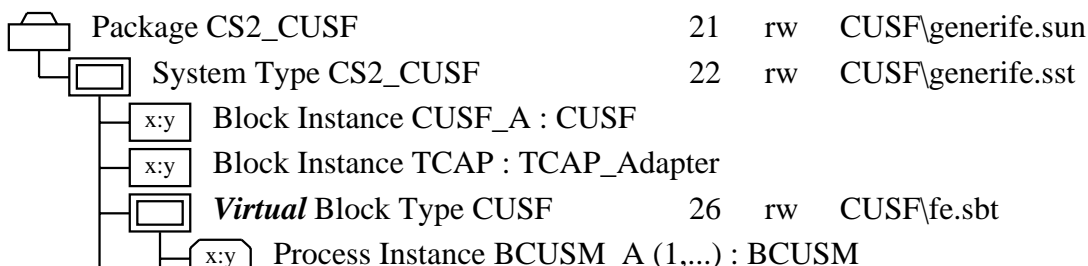 Package CS2_CUSF 21 rw CUSF\generife.sun
System Type CS2_CUSF 22 rw CUSF\generife.sst
x:y Block Instance CUSF_A : CUSF
x:y Block Instance TCAP : TCAP_Adapter
Virtual Block Type CUSF 26 rw CUSF\fe.sbt
x:y Process Instance BCUSM_A (1,...) : BCUSM